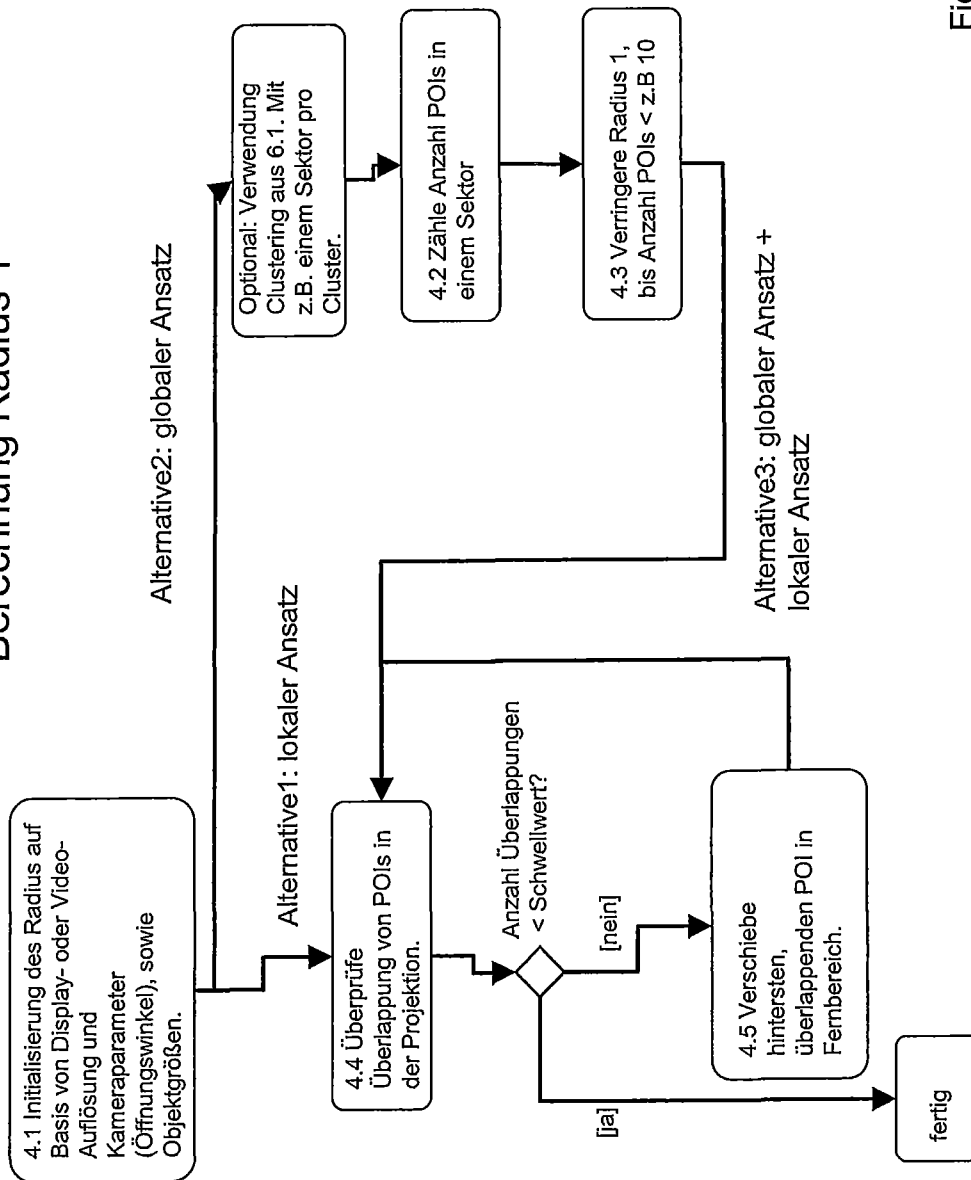 Berechnung Radius 1
4.1 Initialisierung des Radius auf
Basis von Display- oder Video-
Auflösung und
Kameraparameter
(Öffnungswinkel), sowie
Objektgrößen.
Alternative2: globaler Ansatz
Alternative1: lokaler Ansatz
Optional: Verwendung
Clustering aus 6.1. Mit
z.B. einem Sektor pro
Cluster.
4.2 Zähle Anzahl POIs in
einem Sektor
4.3 Verringere Radius 1,
bis Anzahl POIs < z.B 10
4.4 Überprüfe
Überlappung von POIs in
der Projektion.
Anzahl Überlappungen
< Schwellwert?
[nein]
[ja]
4.5 Verschiebe
hintersten,
überlappenden POI in
Fernbereich.
Alternative3: globaler Ansatz +
lokaler Ansatz
fertig